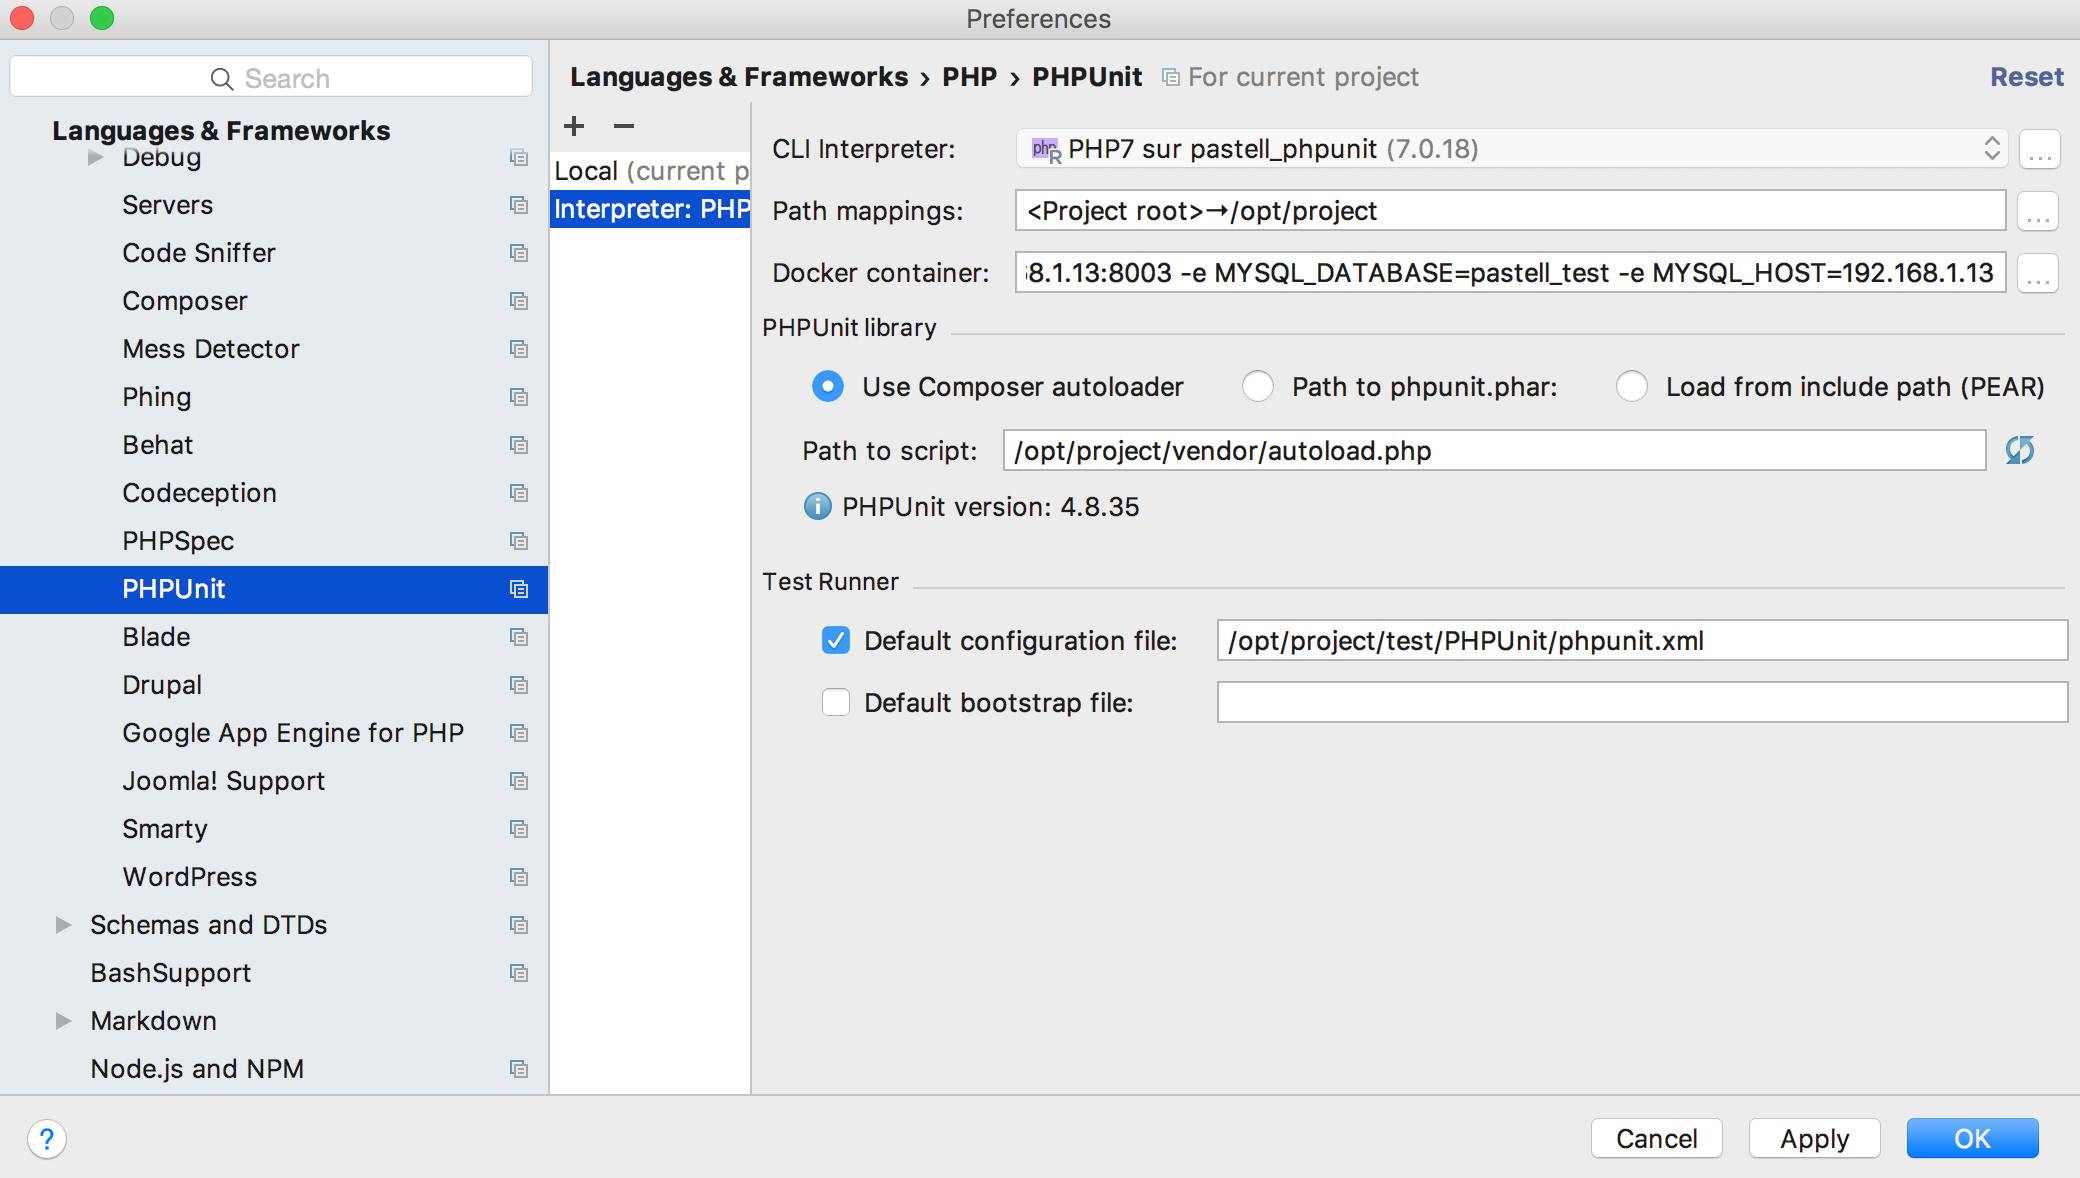 Preferences
Search
Languages & Frameworks
Debug
Servers
Code Sniffer
Composer
Mess Detector
Phing
Behat
Codeception
PHPSpec
PHPUnit
Blade
Drupal
Google App Engine for PHP
Joomla! Support
Smarty
WordPress
Schemas and DTDs
BashSupport
Markdown
Node.js and NPM
Local (current p
Interpreter: PHP
Languages & Frameworks › PHP › PHPUnit For current project Reset
CLI Interpreter: php R PHP7 sur pastell_phpunit (7.0.18) ...
Path mappings: <Project root>→/opt/project ...
Docker container: 68.1.13:8003 -e MYSQL_DATABASE=pastell_test -e MYSQL_HOST=192.168.1.13 ...
PHPUnit library
Use Composer autoloader Path to phpunit.phar: Load from include path (PEAR)
Path to script: /opt/project/vendor/autoload.php
PHPUnit version: 4.8.35
Test Runner
Default configuration file: /opt/project/test/PHPUnit/phpunit.xml
Default bootstrap file:
? Cancel Apply OK